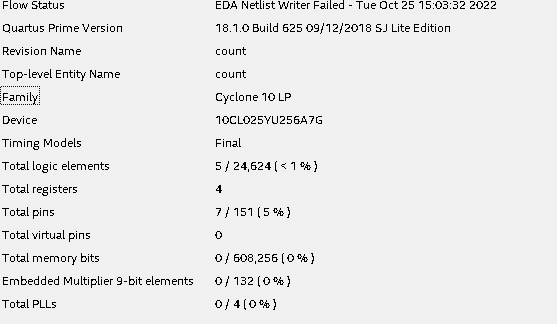 Flow Status EDA Netlist Writer Failed - Tue Oct 25 15:03:32 2022
Quartus Prime Version 18.1.0 Build 625 09/12/2018 SJ Lite Edition
Revision Name count
Top-level Entity Name count
Family Cyclone 10 LP
Device 10CL025YU256A7G
Timing Models Final
Total logic elements 5 / 24,624 ( < 1 % )
Total registers 4
Total pins 7 / 151 ( 5 % )
Total virtual pins 0
Total memory bits 0 / 608,256 ( 0 % )
Embedded Multiplier 9-bit elements 0 / 132 ( 0 % )
Total PLLs 0 / 4 ( 0 % )